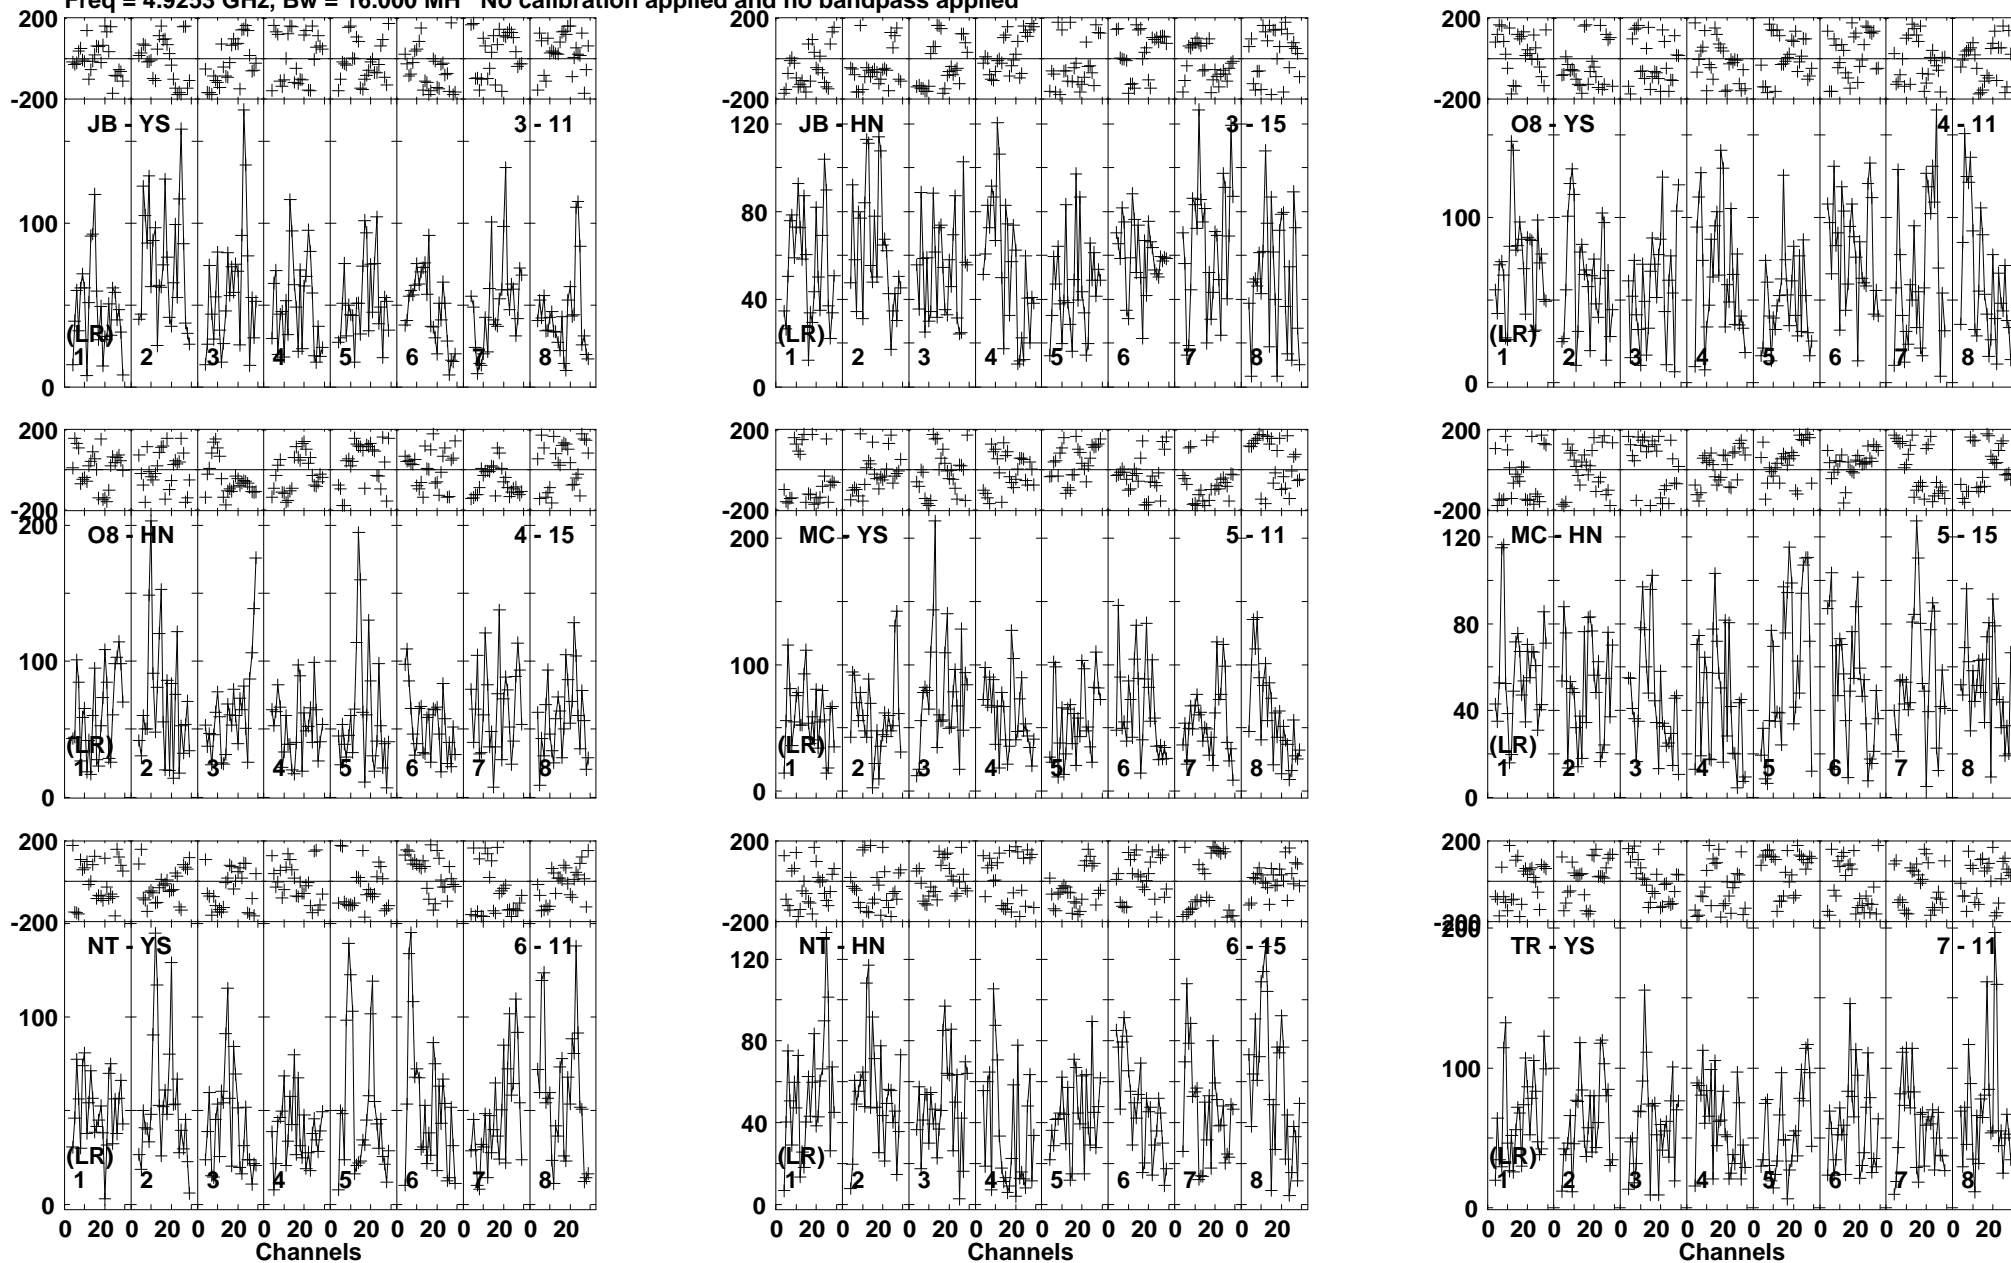 Freq = 4.9253 GHz, Bw = 16.000 MH No calibration applied and no bandpass applied
200 200 200
-200 -200 -200
JB - YS 3 - 11 JB - HN 3 - 15 O8 - YS 4 - 11
120
100 80 100
40
(LR) (LR) (LR)
1 2 3 4 5 6 7 8 1 2 3 4 5 6 7 8 1 2 3 4 5 6 7 8
0 0 0
200 200 200
-200 -200 -200
200
O8 - HN 4 - 15 MC - YS 5 - 11 MC - HN 5 - 15
200 120
100 100 80
40
(LR) (LR) (LR)
1 2 3 4 5 6 7 8 1 2 3 4 5 6 7 8 1 2 3 4 5 6 7 8
0 0 0
200 200 200
-200 -200 -200
200
NT - YS 6 - 11 NT - HN 6 - 15 TR - YS 7 - 11
120
100 80 100
40
(LR) (LR) (LR)
1 2 3 4 5 6 7 8 1 2 3 4 5 6 7 8 1 2 3 4 5 6 7 8
0 0 0
0 20 0 20 0 20 0 20 0 20 0 20 0 20 0 20 0 20 0 20 0 20 0 20 0 20 0 20 0 20 0 20 0 20 0 20 0 20 0 20 0 20 0 20 0 20 0 20
Channels Channels Channels